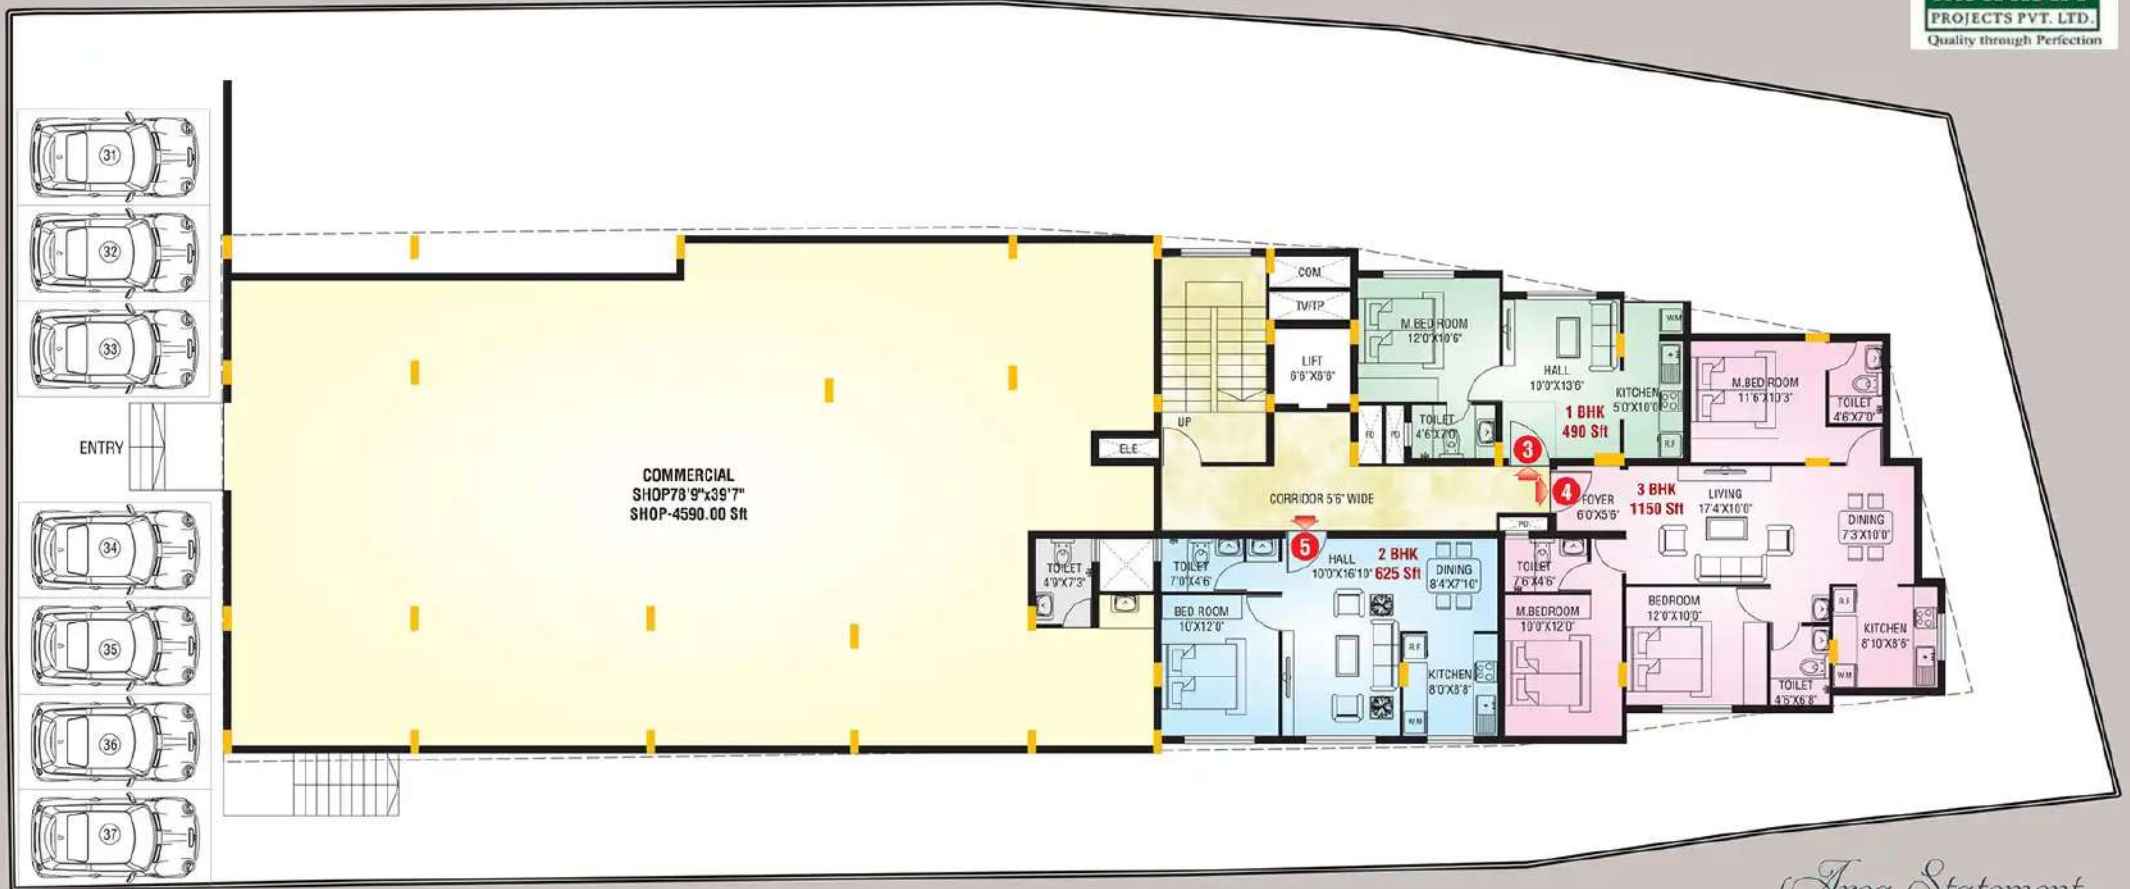 PROJECTS PVT. LTD.
Quality through Perfection
31
32
33
ENTRY
34
35
36
37
COMMERCIAL
SHOP78'9"x39'7"
SHOP-4590.00 Sft
ELE
TOILET
4'9"X7'3"
UP
COM
TV/TP
LIFT
6'6"X6'6"
CORRIDOR 5'6" WIDE
M.BED ROOM
12'0"X10'6"
HALL
10'0"X13'6"
KITCHEN
5'0"X10'0"
W.M
R.F
TOILET
4'6"X7'0"
1 BHK
490 Sft
3
4
5
M.BED ROOM
11'6"X10'3"
TOILET
4'6"X7'0"
FOYER
6'0"X5'6"
3 BHK
1150 Sft
LIVING
17'4"X10'0"
DINING
7'3"X10'0"
TOILET
7'6"X4'6"
M.BEDROOM
10'0"X12'0"
BEDROOM
12'0"X10'0"
TOILET
4'6"X6'8"
R.F
KITCHEN
8'10"X8'6"
W.M
TOILET
7'0"X4'6"
BED ROOM
10'X12'0"
HALL
10'0"X16'10"
2 BHK
625 Sft
DINING
8'4"X7'10"
R.F
KITCHEN
8'0"X8'8"
W.M
Area Statement